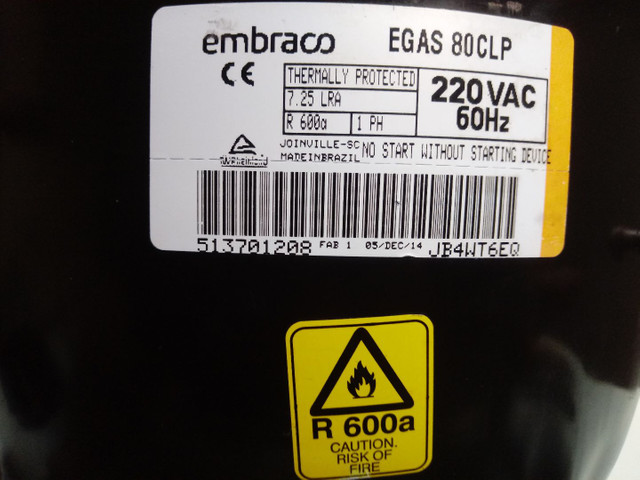 embraco EGAS 80CLP
CE THERMALLY PROTECTED 220 VAC
7.25 LRA 60Hz
R 600a 1 PH
TÜVRheinland JOINVILLE-SC NO START WITHOUT STARTING DEVICE
MADEINBRAZIL
513701208 FAB 1 05/DEC/14 JB4WT6EQ
R 600a
CAUTION.
RISK OF
FIRE